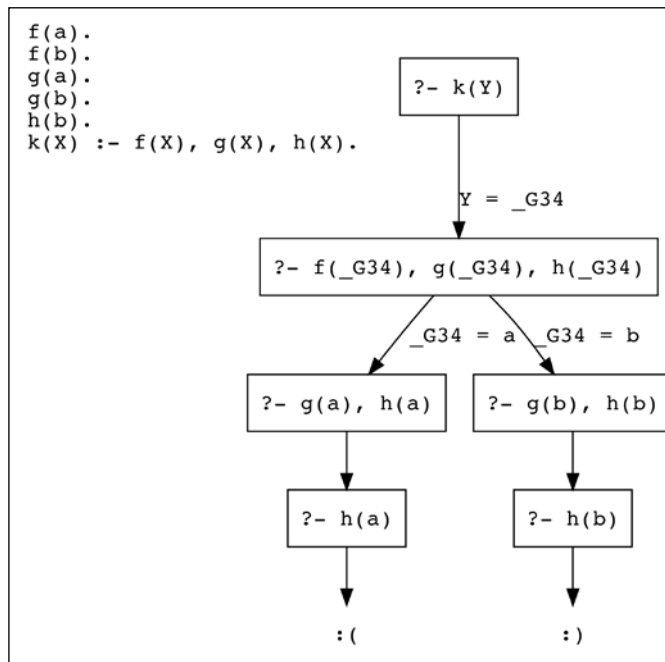 f(a).
f(b).
g(a).
g(b).
h(b).
k(X) :- f(X), g(X), h(X).
?- k(Y)
Y = _G34
?- f(_G34), g(_G34), h(_G34)
_G34 = a
_G34 = b
?- g(a), h(a)
?- g(b), h(b)
?- h(a)
?- h(b)
:(
:)